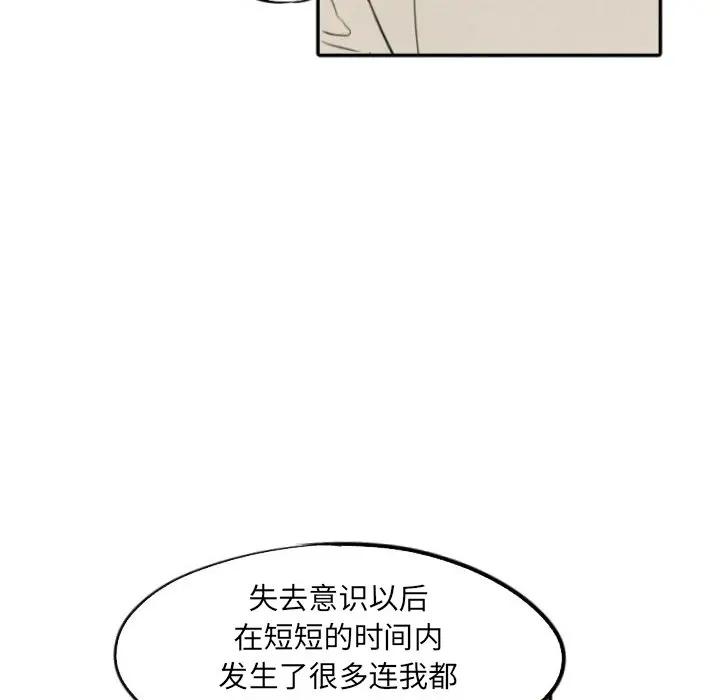 失去意识以后
在短短的时间内
发生了很多连我都